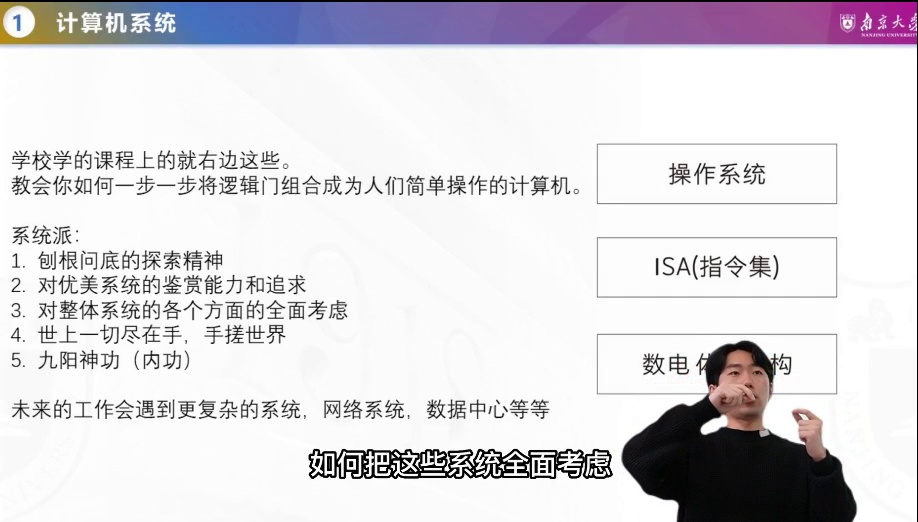 1 计算机系统
南京大学
NANJING UNIVERSITY
学校学的课程上的就右边这些。
教会你如何一步一步将逻辑门组合成为人们简单操作的计算机。
系统派：
1. 刨根问底的探索精神
2. 对优美系统的鉴赏能力和追求
3. 对整体系统的各个方面的全面考虑
4. 世上一切尽在手，手搓世界
5. 九阳神功（内功）
未来的工作会遇到更复杂的系统，网络系统，数据中心等等
操作系统
ISA(指令集)
数电 体 构
如何把这些系统全面考虑